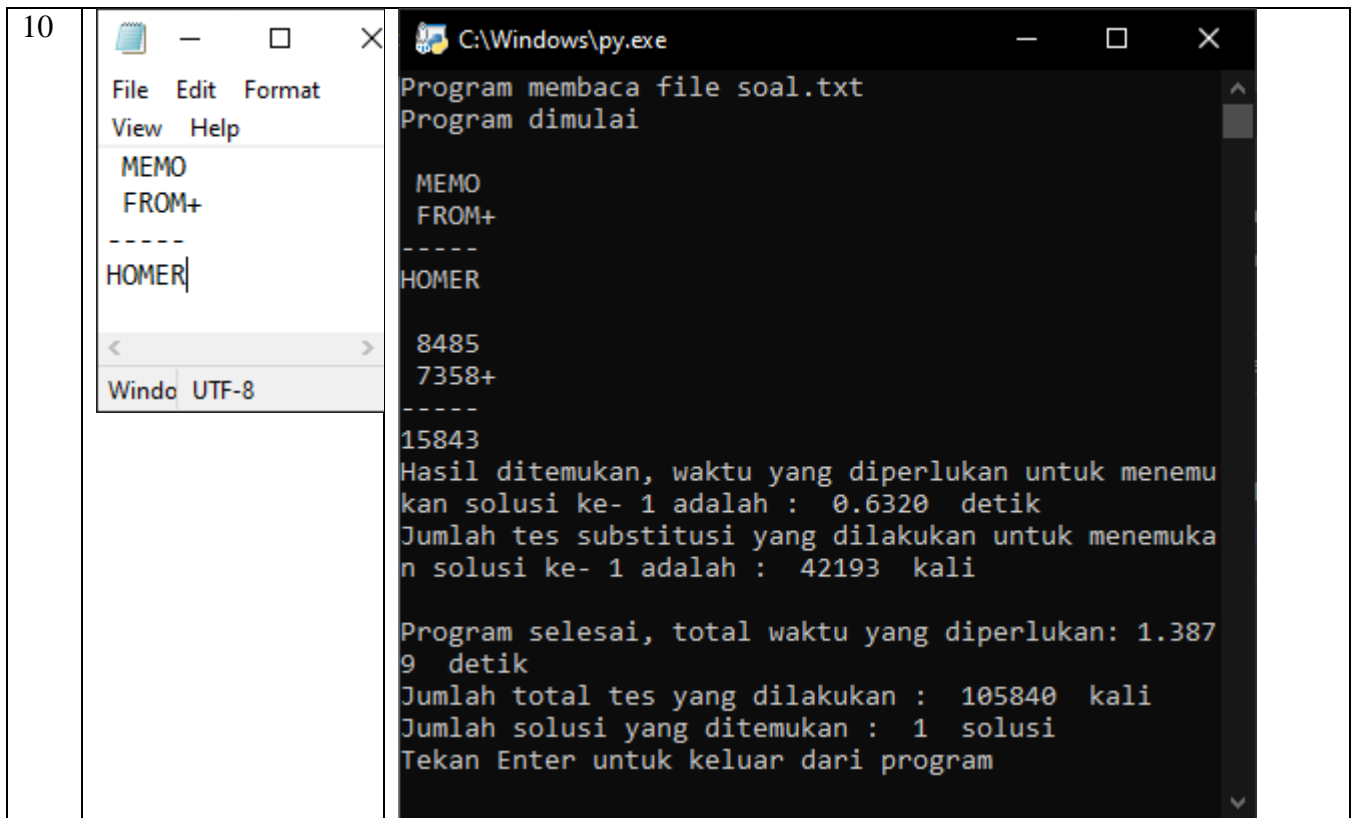 10
File Edit Format
View Help
MEMO
FROM+
-----
HOMER
Windo UTF-8
C:\Windows\py.exe
Program membaca file soal.txt
Program dimulai
MEMO
FROM+
-----
HOMER
8485
7358+
-----
15843
Hasil ditemukan, waktu yang diperlukan untuk menemu
kan solusi ke- 1 adalah :  0.6320  detik
Jumlah tes substitusi yang dilakukan untuk menemuka
n solusi ke- 1 adalah :  42193  kali
Program selesai, total waktu yang diperlukan: 1.387
9  detik
Jumlah total tes yang dilakukan :  105840  kali
Jumlah solusi yang ditemukan :  1  solusi
Tekan Enter untuk keluar dari program